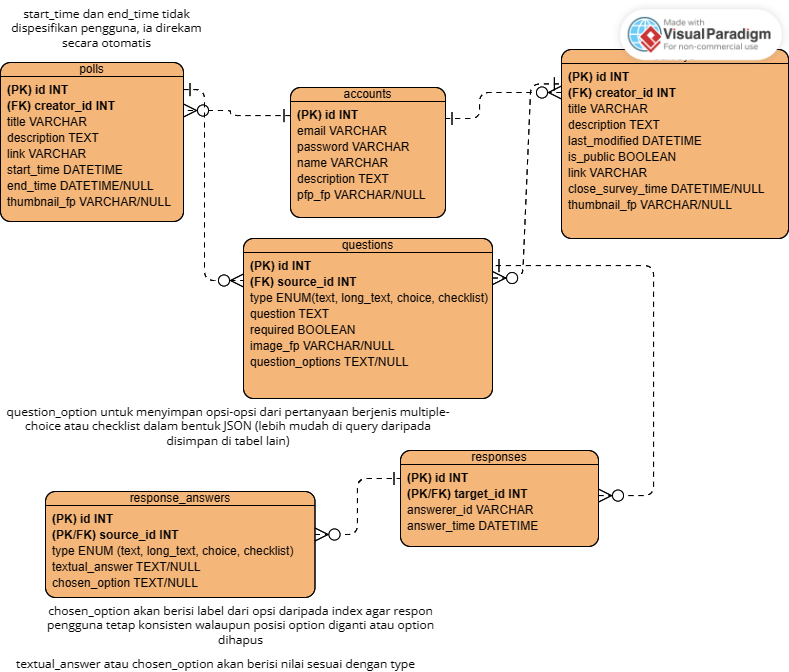 start_time dan end_time tidak
dispesifikan pengguna, ia direkam
secara otomatis
Made with
VisualParadigm
For non-commercial use
polls
(PK) id INT
(FK) creator_id INT
title VARCHAR
description TEXT
link VARCHAR
start_time DATETIME
end_time DATETIME/NULL
thumbnail_fp VARCHAR/NULL
accounts
(PK) id INT
email VARCHAR
password VARCHAR
name VARCHAR
description TEXT
pfp_fp VARCHAR/NULL
(PK) id INT
(FK) creator_id INT
title VARCHAR
description TEXT
last_modified DATETIME
is_public BOOLEAN
link VARCHAR
close_survey_time DATETIME/NULL
thumbnail_fp VARCHAR/NULL
questions
(PK) id INT
(FK) source_id INT
type ENUM(text, long_text, choice, checklist)
question TEXT
required BOOLEAN
image_fp VARCHAR/NULL
question_options TEXT/NULL
question_option untuk menyimpan opsi-opsi dari pertanyaan berjenis multiple-
choice atau checklist dalam bentuk JSON (lebih mudah di query daripada
disimpan di tabel lain)
responses
(PK) id INT
(PK/FK) target_id INT
answerer_id VARCHAR
answer_time DATETIME
response_answers
(PK) id INT
(PK/FK) source_id INT
type ENUM (text, long_text, choice, checklist)
textual_answer TEXT/NULL
chosen_option TEXT/NULL
chosen_option akan berisi label dari opsi daripada index agar respon
pengguna tetap konsisten walaupun posisi option diganti atau option
dihapus
textual_answer atau chosen_option akan berisi nilai sesuai dengan type